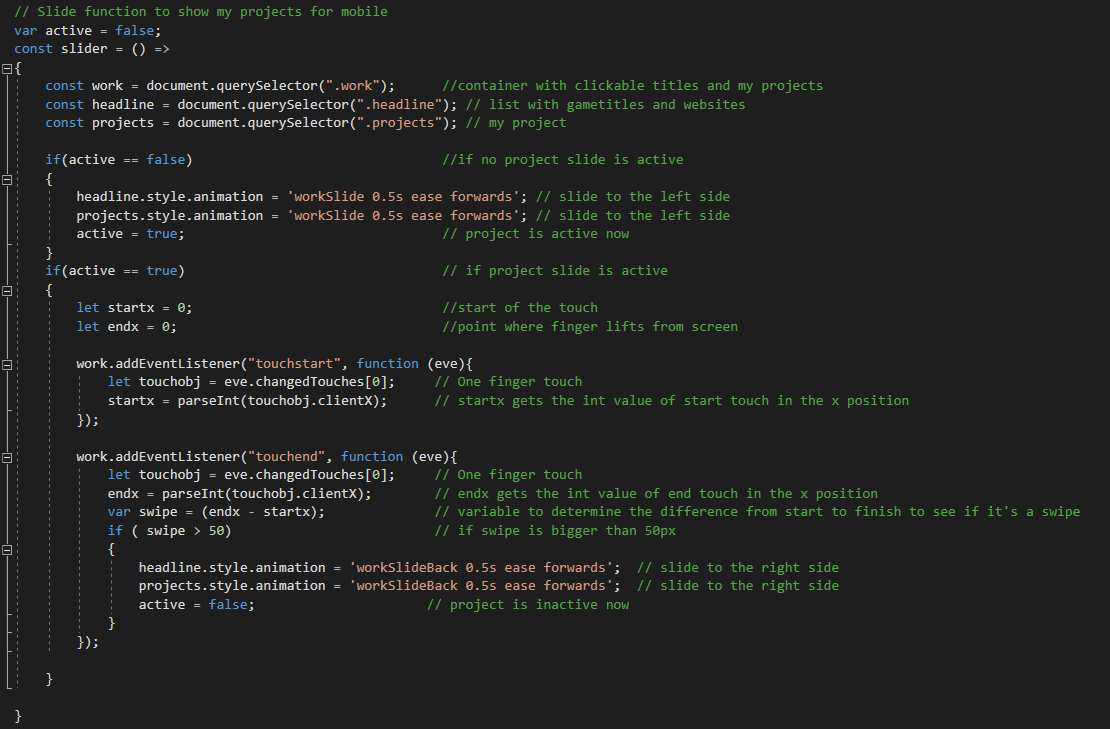 // Slide function to show my projects for mobile
var active = false;
const slider = () =>
{
    const work = document.querySelector(".work");      //container with clickable titles and my projects
    const headline = document.querySelector(".headline"); // list with gametitles and websites
    const projects = document.querySelector(".projects"); // my project

    if(active == false)                                //if no project slide is active
    {
        headline.style.animation = 'workSlide 0.5s ease forwards'; // slide to the left side
        projects.style.animation = 'workSlide 0.5s ease forwards'; // slide to the left side
        active = true;                                 // project is active now
    }
    if(active == true)                                 // if project slide is active
    {
        let startx = 0;                                //start of the touch
        let endx = 0;                                  //point where finger lifts from screen

        work.addEventListener("touchstart", function (eve){
            let touchobj = eve.changedTouches[0];     // One finger touch
            startx = parseInt(touchobj.clientX);      // startx gets the int value of start touch in the x position
        });

        work.addEventListener("touchend", function (eve){
            let touchobj = eve.changedTouches[0];     // One finger touch
            endx = parseInt(touchobj.clientX);        // endx gets the int value of end touch in the x position
            var swipe = (endx - startx);              // variable to determine the difference from start to finish to see if it's a swipe
            if ( swipe > 50)                          // if swipe is bigger than 50px
            {
                headline.style.animation = 'workSlideBack 0.5s ease forwards';  // slide to the right side
                projects.style.animation = 'workSlideBack 0.5s ease forwards';  // slide to the right side
                active = false;                      // project is inactive now
            }
        });

    }

}